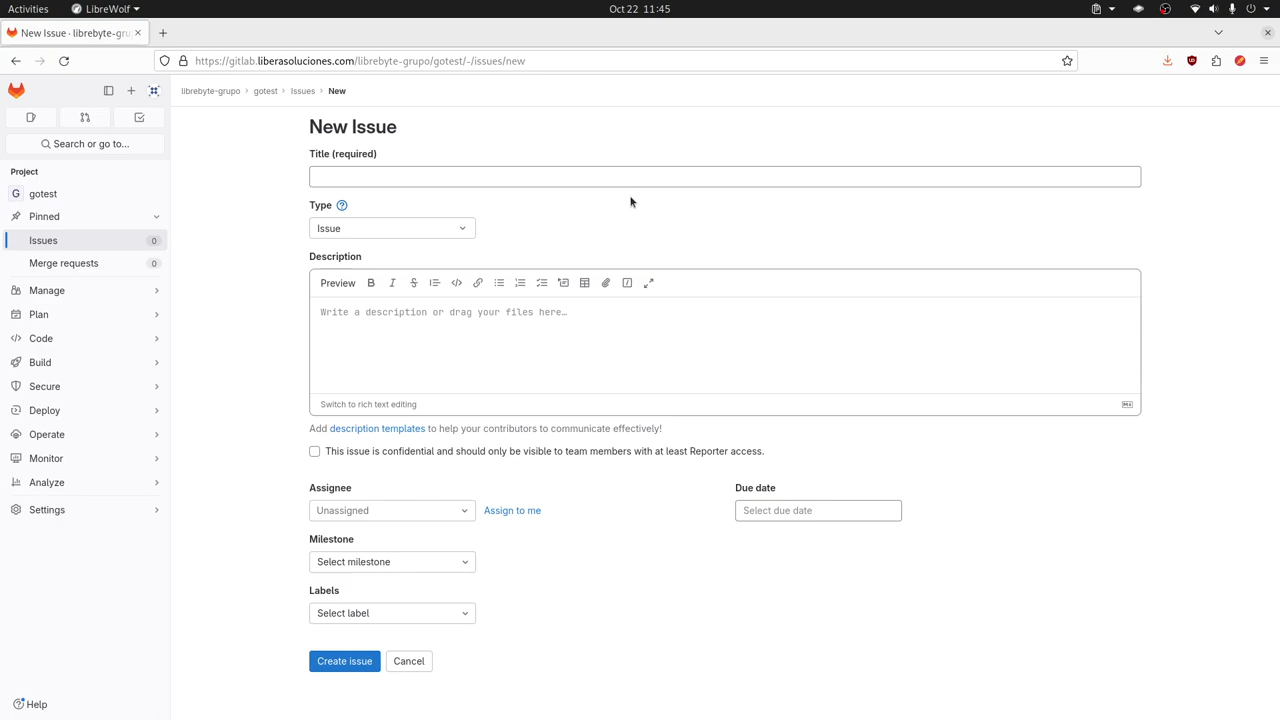 Activities
LibreWolf
Oct 22 11:45
New Issue · librebyte-gru
https://gitlab.liberasoluciones.com/librebyte-grupo/gotest/-/issues/new
librebyte-grupo › gotest › Issues › New
Search or go to...
Project
G gotest
Pinned
Issues 0
Merge requests 0
Manage
Plan
Code
Build
Secure
Deploy
Operate
Monitor
Analyze
Settings
Help
New Issue
Title (required)
Type
Issue
Description
Preview
Write a description or drag your files here…
Switch to rich text editing
Add description templates to help your contributors to communicate effectively!
This issue is confidential and should only be visible to team members with at least Reporter access.
Assignee
Unassigned
Assign to me
Due date
Select due date
Milestone
Select milestone
Labels
Select label
Create issue
Cancel